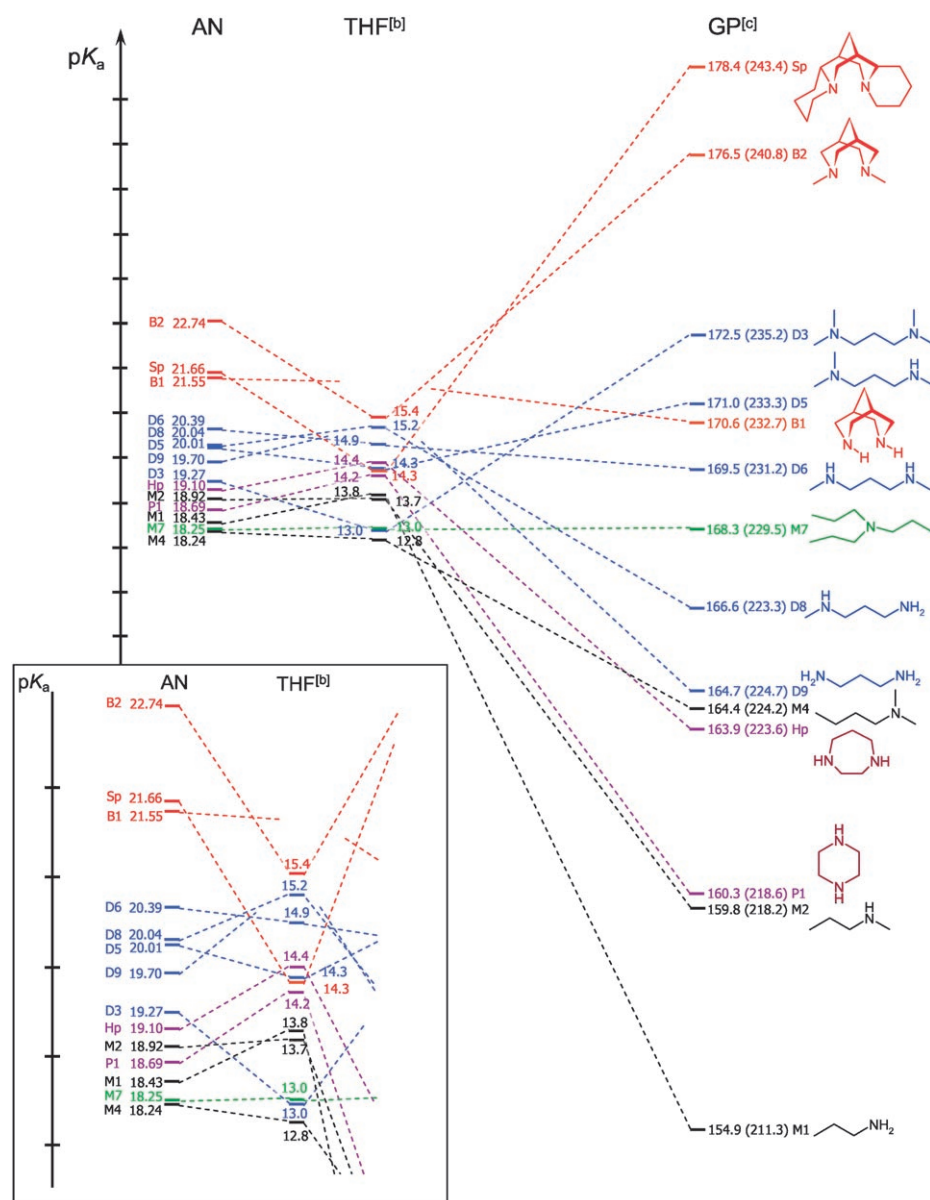 AN THF[b] GP[c]
pKa
178.4 (243.4) Sp
N N
176.5 (240.8) B2
N N
B2 22.74
172.5 (235.2) D3
N N
Sp 21.66
B1 21.55
H
N N
15.4
171.0 (233.3) D5
D6 20.39
15.2
170.6 (232.7) B1
D8 20.04
14.9
D5 20.01
N N
H H
D9 19.70
14.4 14.3
169.5 (231.2) D6
D3 19.27
14.2 14.3
H H
N N
Hp 19.10
13.8 13.7
M2 18.92
P1 18.69
M1 18.43
M7 18.25
13.0 13.0
168.3 (229.5) M7
N
M4 18.24
12.8
166.6 (223.3) D8
H
N NH2
164.7 (224.7) D9
H2N NH2
164.4 (224.2) M4
N
163.9 (223.6) Hp
HN NH
160.3 (218.6) P1
H
N
N
H
159.8 (218.2) M2
H
N
154.9 (211.3) M1
NH2
pKa AN THF[b]
B2 22.74
Sp 21.66
B1 21.55
15.4
15.2
D6 20.39
14.9
D8 20.04
D5 20.01
14.4
D9 19.70
14.3
14.3
14.2
D3 19.27
13.8
Hp 19.10
M2 18.92
13.7
P1 18.69
M1 18.43
13.0
M7 18.25
13.0
M4 18.24
12.8